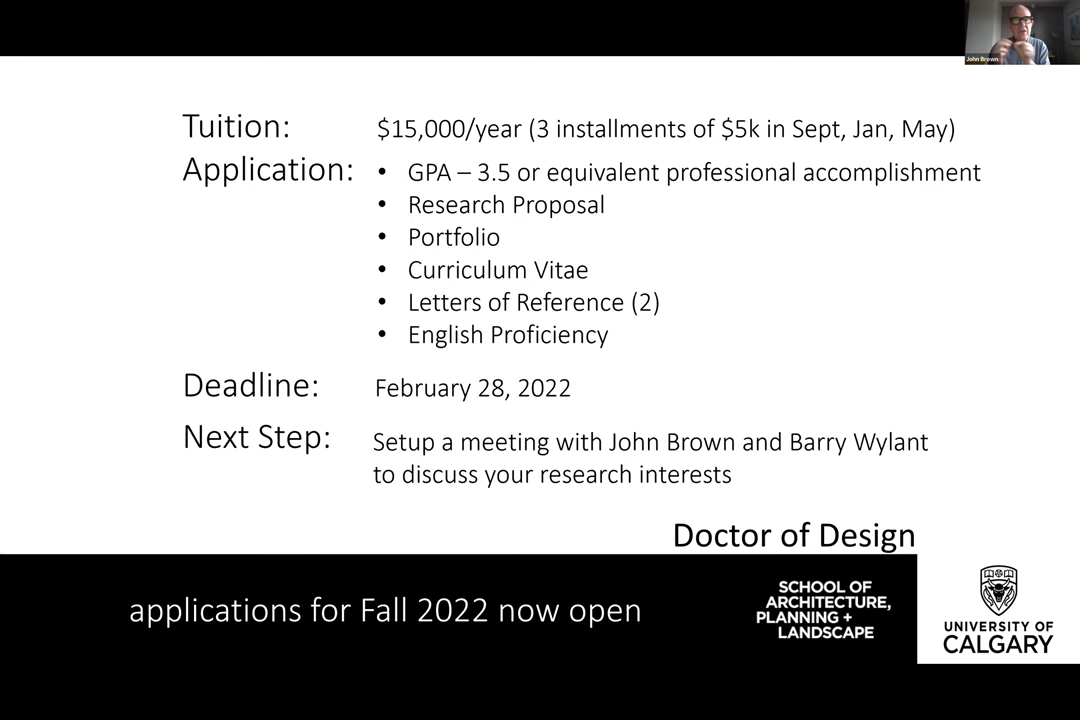 John Brown
Tuition: $15,000/year (3 installments of $5k in Sept, Jan, May)
Application: • GPA – 3.5 or equivalent professional accomplishment
• Research Proposal
• Portfolio
• Curriculum Vitae
• Letters of Reference (2)
• English Proficiency
Deadline: February 28, 2022
Next Step: Setup a meeting with John Brown and Barry Wylant
to discuss your research interests
Doctor of Design
applications for Fall 2022 now open
SCHOOL OF
ARCHITECTURE,
PLANNING +
LANDSCAPE
UNIVERSITY OF
CALGARY